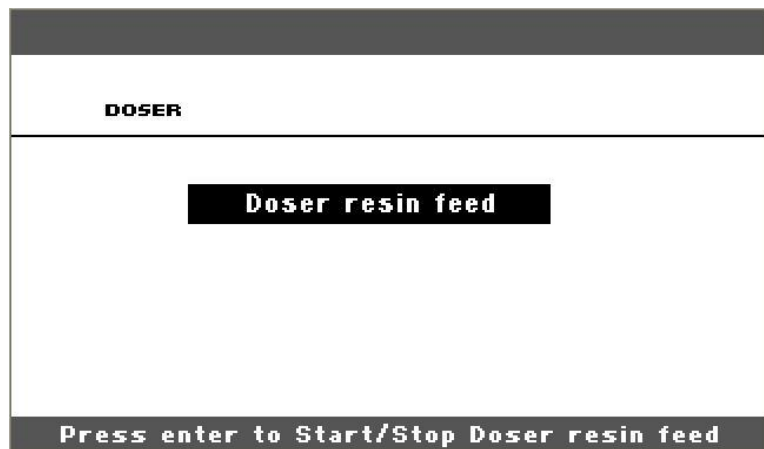 DOSER
Doser resin feed
Press enter to Start/Stop Doser resin feed